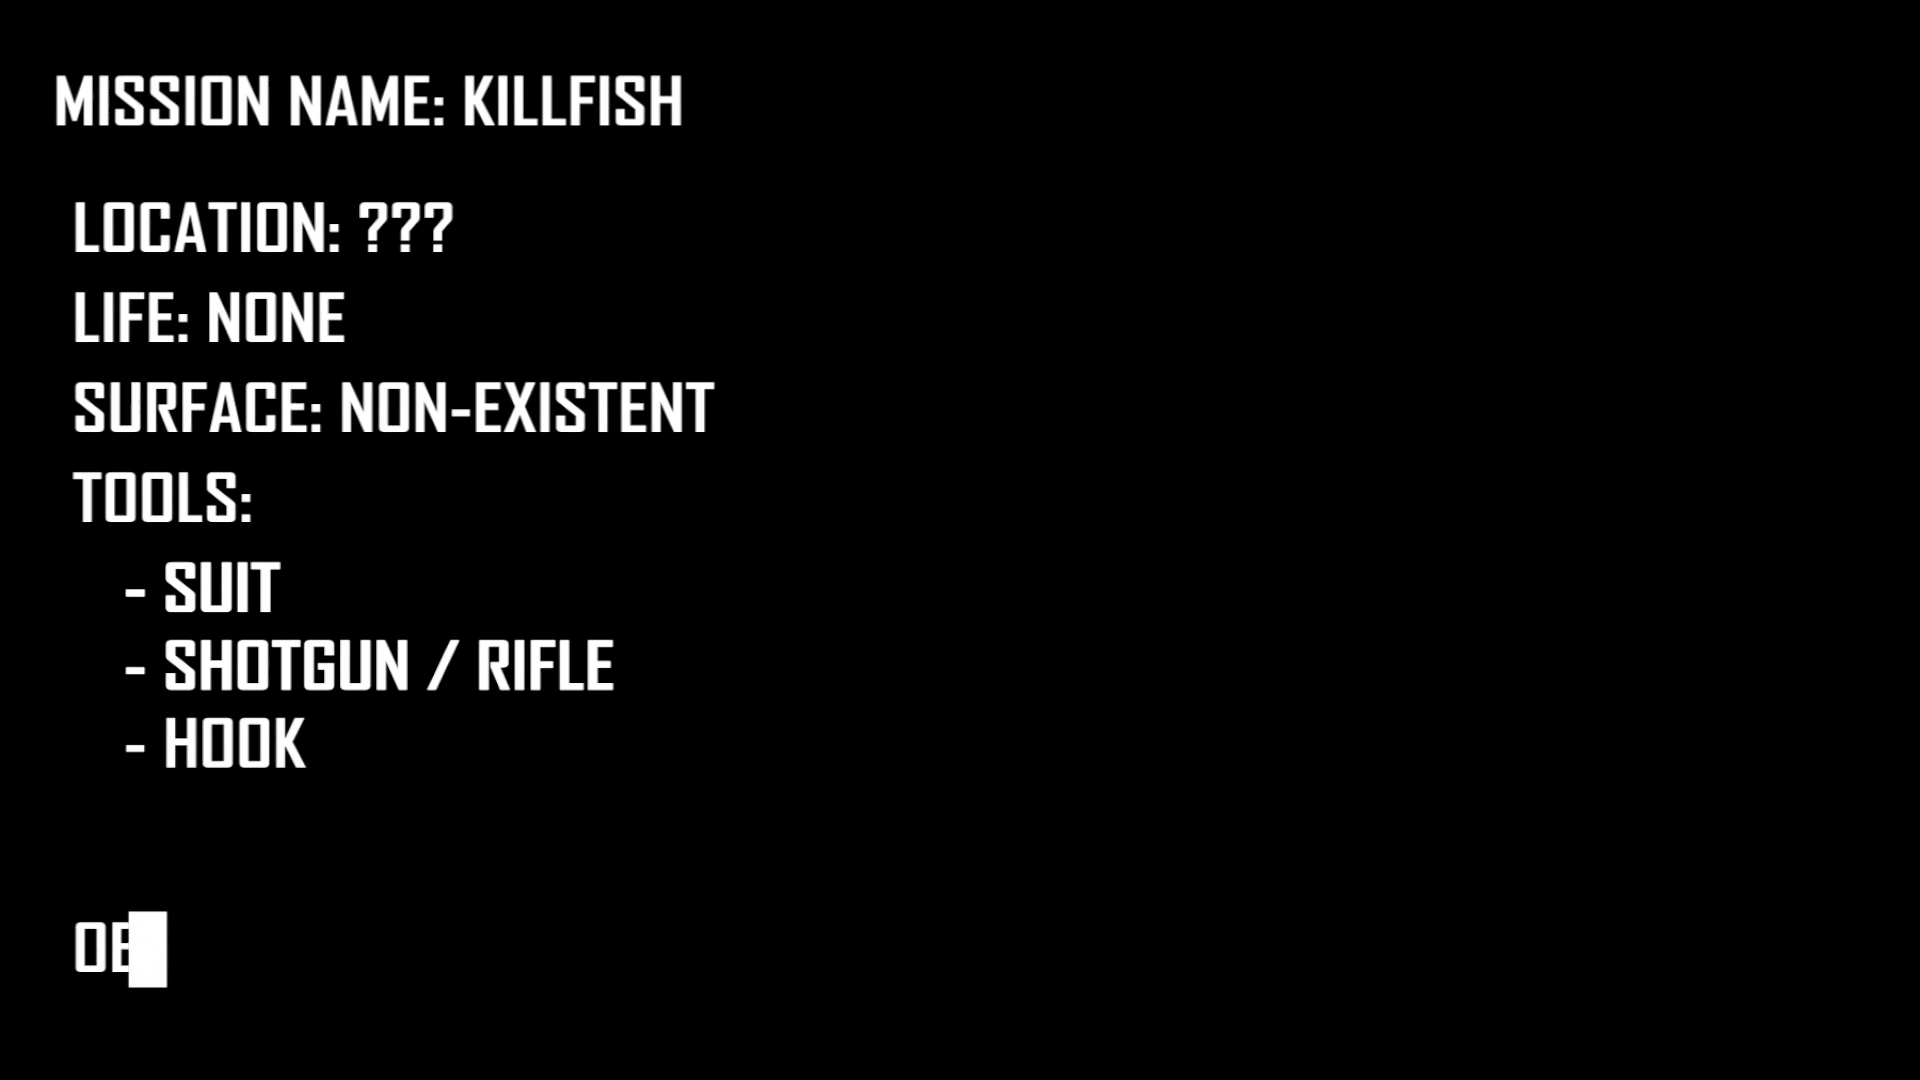 MISSION NAME: KILLFISH
LOCATION: ???
LIFE: NONE
SURFACE: NON-EXISTENT
TOOLS:
- SUIT
- SHOTGUN / RIFLE
- HOOK